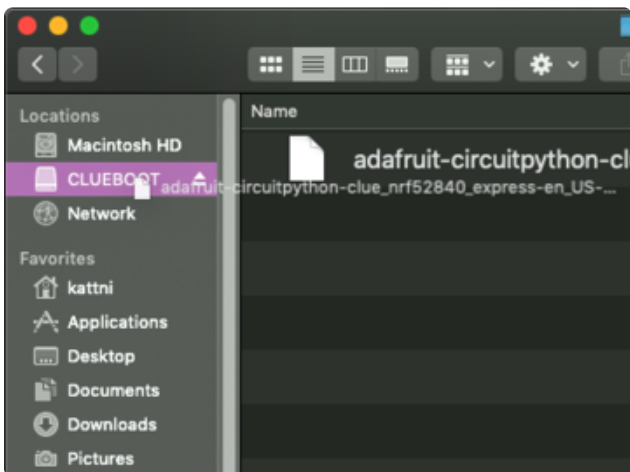 Locations
Macintosh HD
CLUEBOOT
Network
Favorites
kattni
Applications
Desktop
Documents
Downloads
Pictures
Name
adafruit-circuitpython-cl
adafruit-circuitpython-clue_nrf52840_express-en_US-...